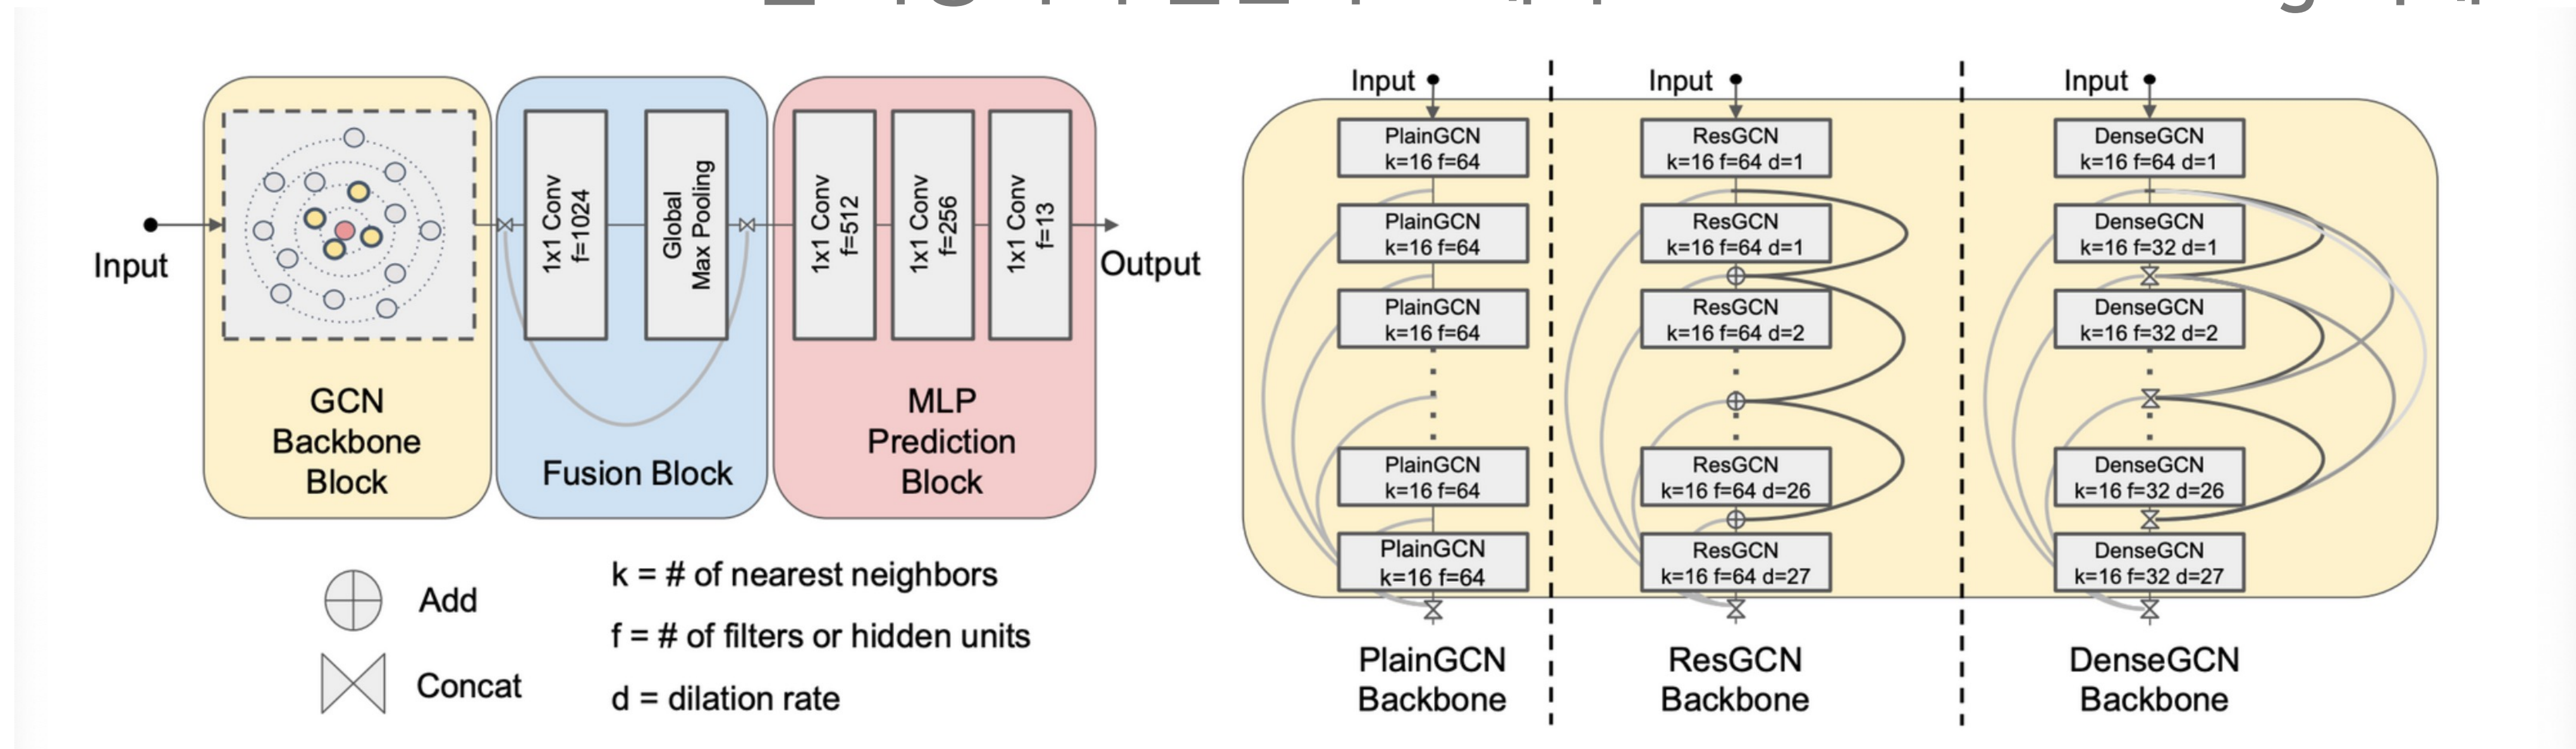 Input
1x1 Conv
f=1024
Global
Max Pooling
1x1 Conv
f=512
1x1 Conv
f=256
1x1 Conv
f=13
Output
GCN
Backbone
Block
Fusion Block
MLP
Prediction
Block
Add
Concat
k = # of nearest neighbors
f = # of filters or hidden units
d = dilation rate
Input
PlainGCN
k=16 f=64
PlainGCN
k=16 f=64
PlainGCN
k=16 f=64
PlainGCN
k=16 f=64
PlainGCN
k=16 f=64
PlainGCN
Backbone
Input
ResGCN
k=16 f=64 d=1
ResGCN
k=16 f=64 d=1
ResGCN
k=16 f=64 d=2
ResGCN
k=16 f=64 d=26
ResGCN
k=16 f=64 d=27
ResGCN
Backbone
Input
DenseGCN
k=16 f=64 d=1
DenseGCN
k=16 f=32 d=1
DenseGCN
k=16 f=32 d=2
DenseGCN
k=16 f=32 d=26
DenseGCN
k=16 f=32 d=27
DenseGCN
Backbone